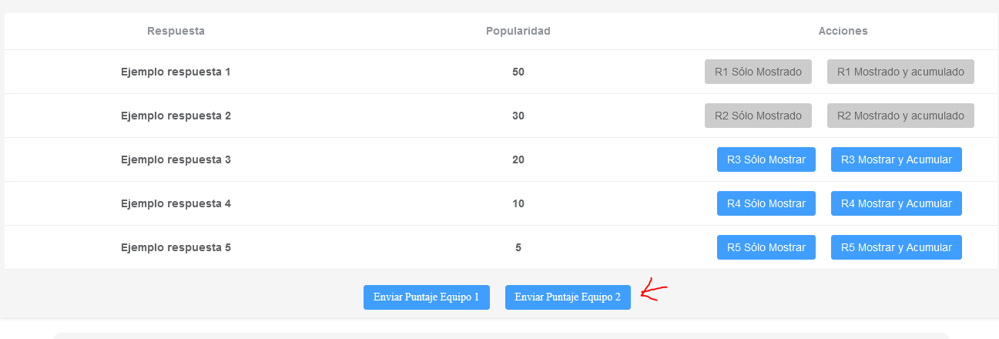 Respuesta Popularidad Acciones
Ejemplo respuesta 1 50 R1 Sólo Mostrado R1 Mostrado y acumulado
Ejemplo respuesta 2 30 R2 Sólo Mostrado R2 Mostrado y acumulado
Ejemplo respuesta 3 20 R3 Sólo Mostrar R3 Mostrar y Acumular
Ejemplo respuesta 4 10 R4 Sólo Mostrar R4 Mostrar y Acumular
Ejemplo respuesta 5 5 R5 Sólo Mostrar R5 Mostrar y Acumular
Enviar Puntaje Equipo 1 Enviar Puntaje Equipo 2